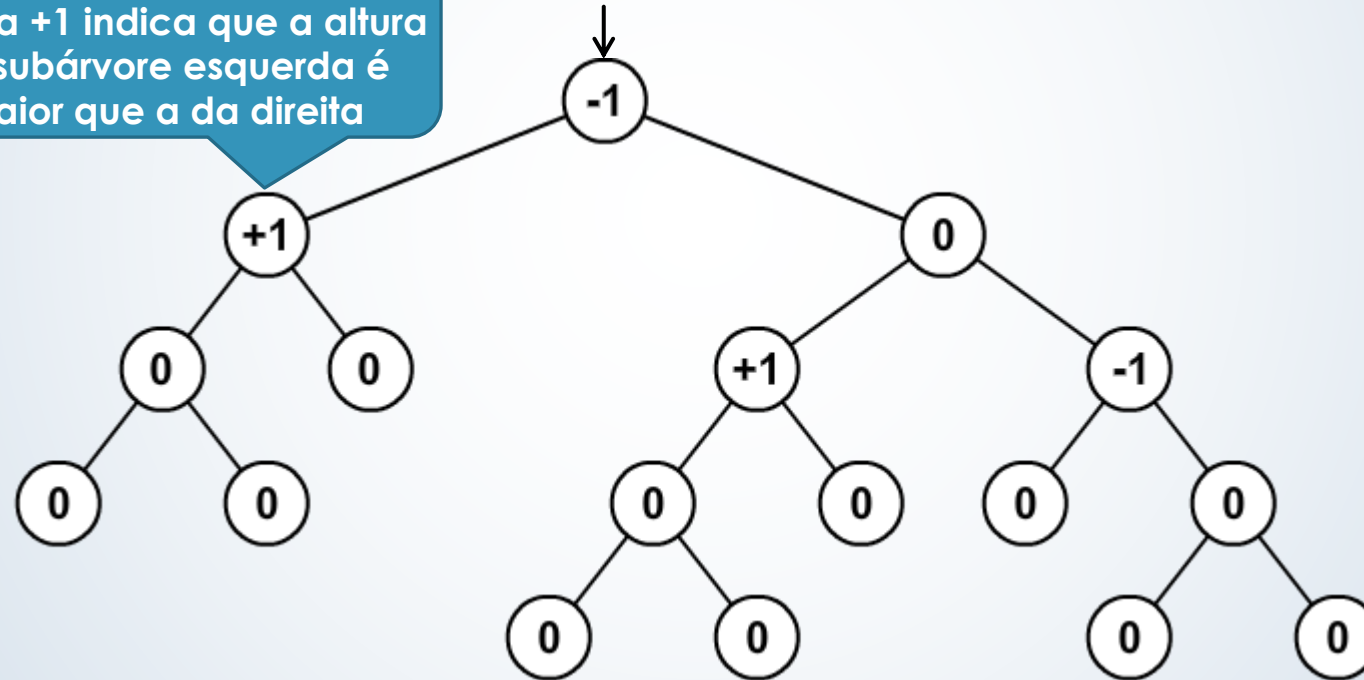 a +1 indica que a altura
subárvore esquerda é
aior que a da direita
-1
+1 0
0 0 +1 -1
0 0 0 0 0 0
0 0 0 0